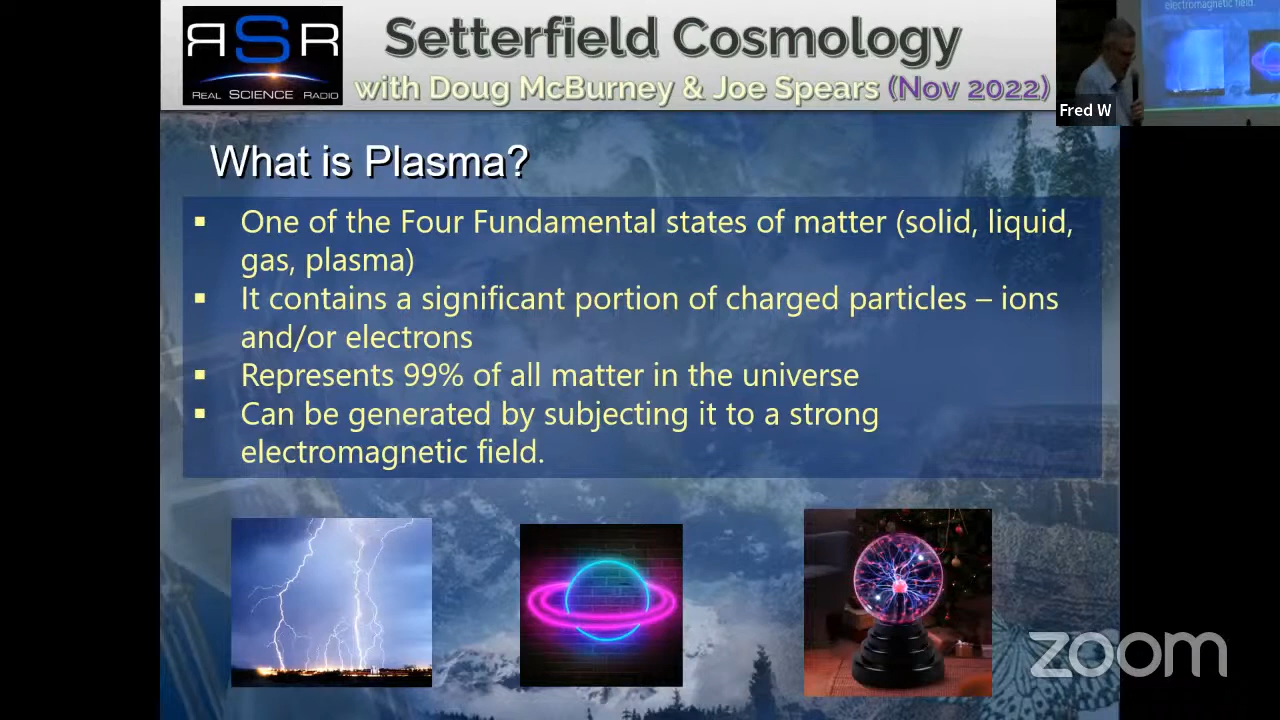 RSR
REAL SCIENCE RADIO
Setterfield Cosmology
with Doug McBurney & Joe Spears (Nov 2022)
electromagnetic field.
Fred W
What is Plasma?
▪ One of the Four Fundamental states of matter (solid, liquid,
gas, plasma)
▪ It contains a significant portion of charged particles – ions
and/or electrons
▪ Represents 99% of all matter in the universe
▪ Can be generated by subjecting it to a strong
electromagnetic field.
zoom